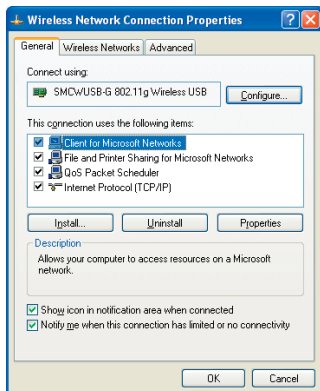 Wireless Network Connection Properties
General Wireless Networks Advanced
Connect using:
SMCWUSB-G 802.11g Wireless USB Configure...
This connection uses the following items:
Client for Microsoft Networks
File and Printer Sharing for Microsoft Networks
QoS Packet Scheduler
Internet Protocol (TCP/IP)
Install... Uninstall Properties
Description
Allows your computer to access resources on a Microsoft
network.
Show icon in notification area when connected
Notify me when this connection has limited or no connectivity
OK Cancel